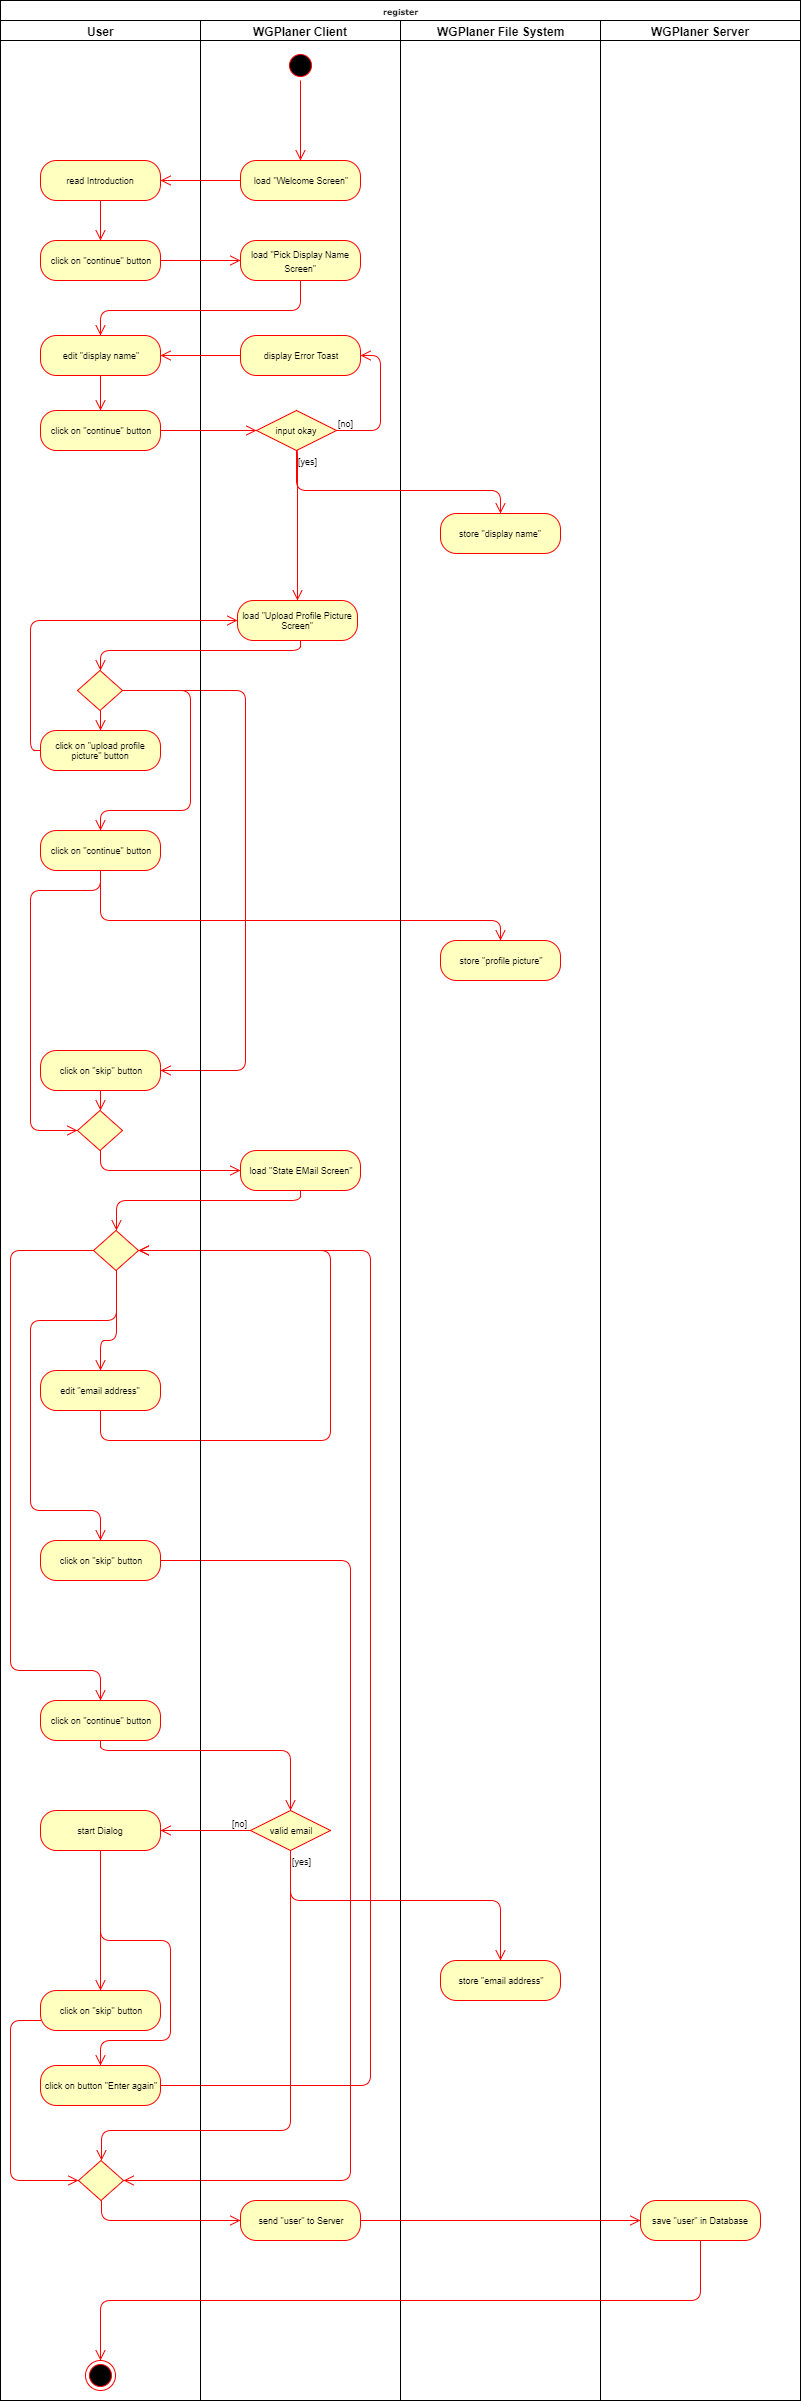 register
User
WGPlaner Client
WGPlaner File System
WGPlaner Server
read Introduction
load "Welcome Screen"
click on "continue" button
load "Pick Display Name
Screen"
edit "display name"
display Error Toast
click on "continue" button
input okay
[no]
[yes]
store "display name"
load "Upload Profile Picture
Screen"
click on "upload profile
picture" button
click on "continue" button
store "profile picture"
click on "skip" button
load "State EMail Screen"
edit "email address"
click on "skip" button
click on "continue" button
start Dialog
[no]
valid email
[yes]
store "email address"
click on "skip" button
click on button "Enter again"
send "user" to Server
save "user" in Database